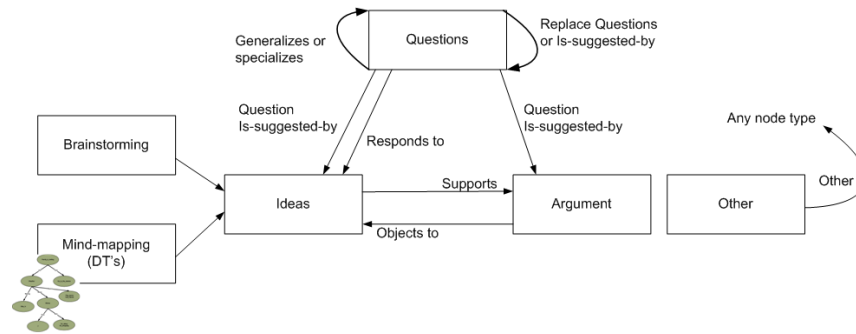 Generalizes or
specializes
Questions
Replace Questions
or Is-suggested-by
Question
Is-suggested-by
Responds to
Question
Is-suggested-by
Any node type
Brainstorming
Ideas
Supports
Objects to
Argument
Other
Other
Mind-mapping
(DT's)